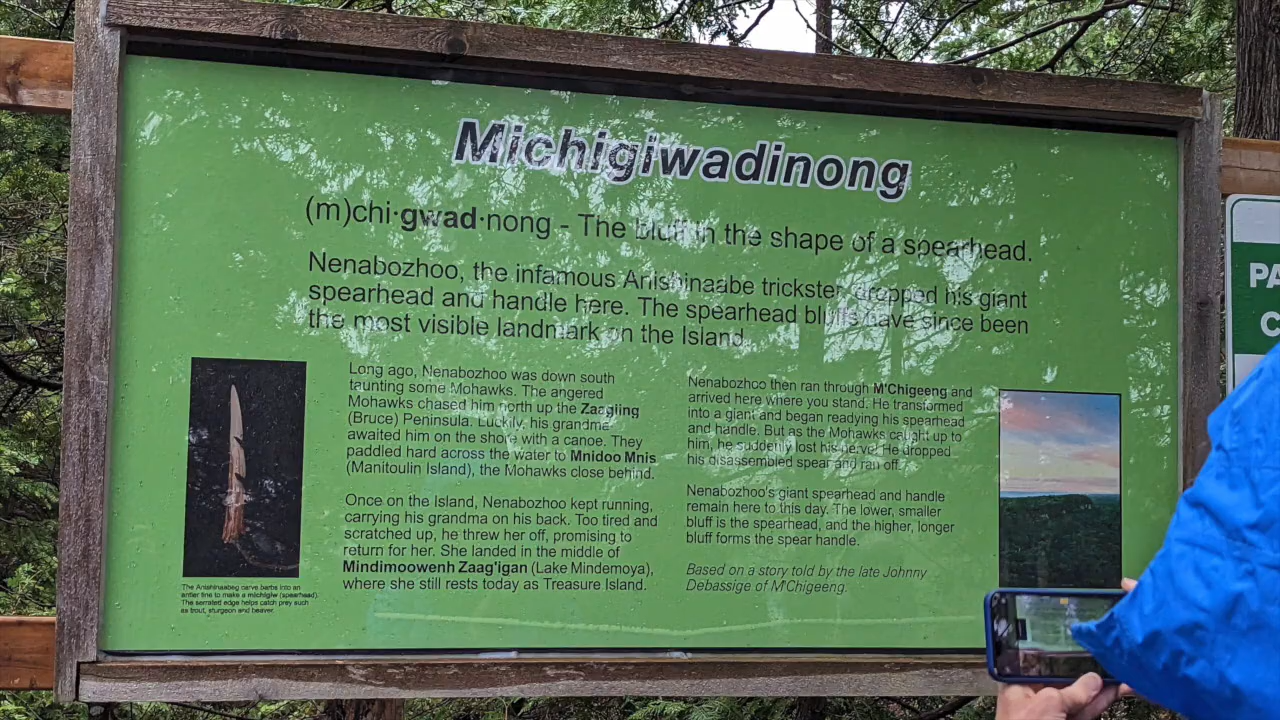 Michigiwadinong
(m)chi·gwad·nong - The bluff in the shape of a spearhead.
Nenabozhoo, the infamous Anishinaabe trickster, dropped his giant
spearhead and handle here. The spearhead bluffs have since been
the most visible landmark on the Island.
Long ago, Nenabozhoo was down south
taunting some Mohawks. The angered
Mohawks chased him north up the Zaagiing
(Bruce) Peninsula. Luckily, his grandma
awaited him on the shore with a canoe. They
paddled hard across the water to Mnidoo Mnis
(Manitoulin Island), the Mohawks close behind.
Once on the Island, Nenabozhoo kept running,
carrying his grandma on his back. Too tired and
scratched up, he threw her off, promising to
return for her. She landed in the middle of
Mindimoowenh Zaag'igan (Lake Mindemoya),
where she still rests today as Treasure Island.
Nenabozhoo then ran through M'Chigeeng and
arrived here where you stand. He transformed
into a giant and began readying his spearhead
and handle. But as the Mohawks caught up to
him, he suddenly lost his nerve! He dropped
his disassembled spear and ran off.
Nenabozhoo's giant spearhead and handle
remain here to this day. The lower, smaller
bluff is the spearhead, and the higher, longer
bluff forms the spear handle.
Based on a story told by the late Johnny
Debassige of M'Chigeeng.
The Anishinaabeg carve barbs into an
antler tine to make a michigiw (spearhead).
The serrated edge helps catch prey such
as trout, sturgeon and beaver.
PA
C